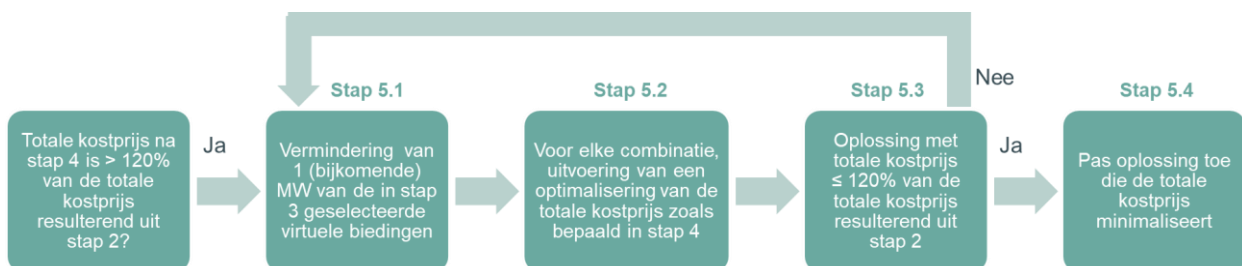 Nee
Stap 5.1
Stap 5.2
Stap 5.3
Stap 5.4
Totale kostprijs na
stap 4 is > 120%
van de totale
kostprijs
resulterend uit
stap 2?
Ja
Vermindering van
1 (bijkomende)
MW van de in stap
3 geselecteerde
virtuele biedingen
Voor elke combinatie,
uitvoering van een
optimalisering van de
totale kostprijs zoals
bepaald in stap 4
Oplossing met
totale kostprijs
≤ 120% van de
totale kostprijs
resulterend uit
stap 2
Ja
Pas oplossing toe
die de totale
kostprijs
minimaliseert